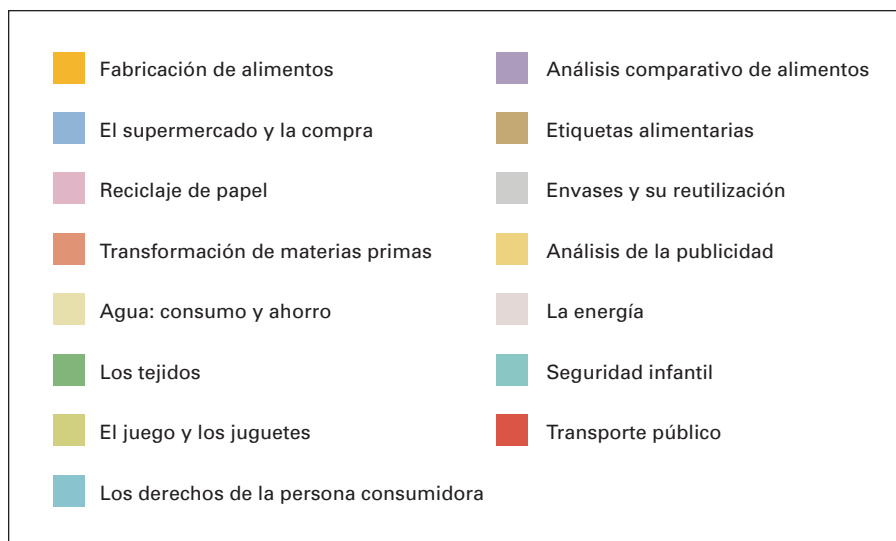 Fabricación de alimentos
El supermercado y la compra
Reciclaje de papel
Transformación de materias primas
Agua: consumo y ahorro
Los tejidos
El juego y los juguetes
Los derechos de la persona consumidora
Análisis comparativo de alimentos
Etiquetas alimentarias
Envases y su reutilización
Análisis de la publicidad
La energía
Seguridad infantil
Transporte público